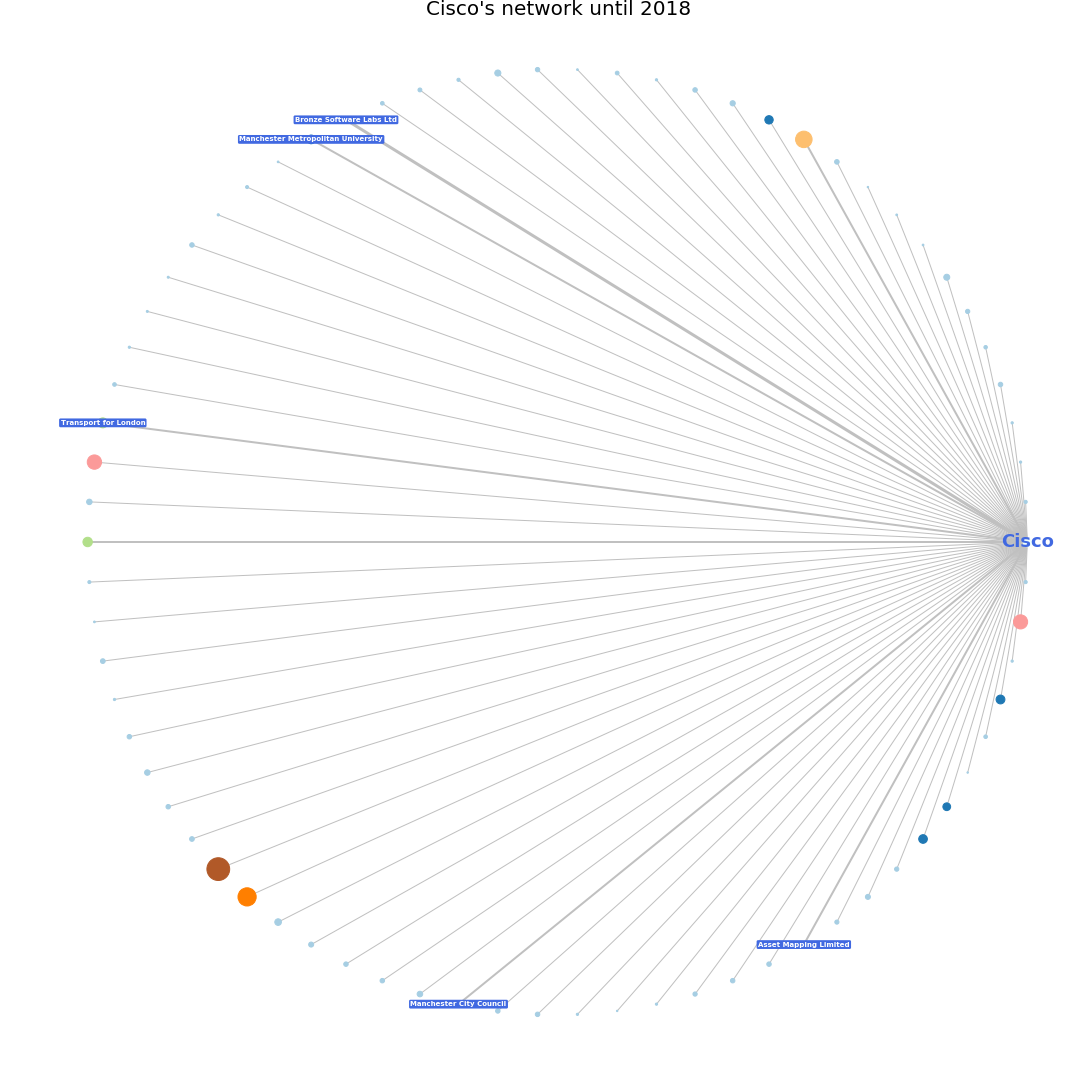 Cisco's network until 2018
Bronze Software Labs Ltd
Manchester Metropolitan University
Transport for London
Cisco
Asset Mapping Limited
Manchester City Council